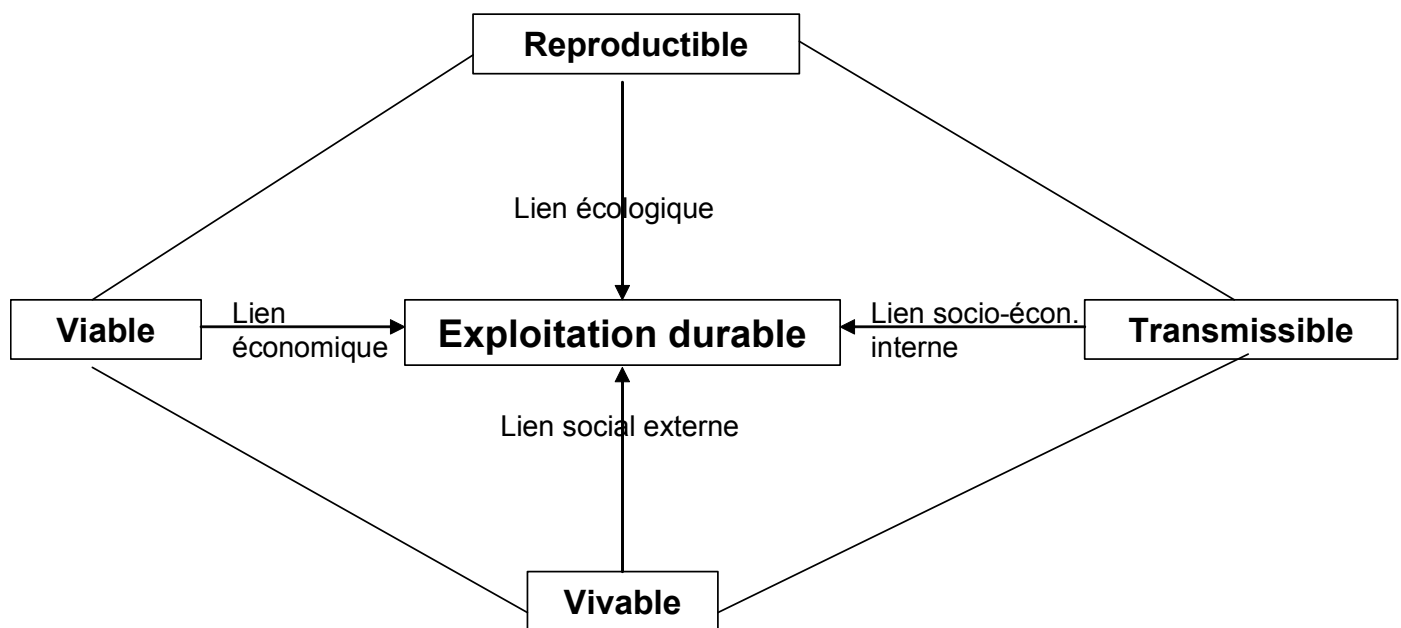 Reproductible
Lien écologique
Viable
Lien
économique
Exploitation durable
Lien socio-écon.
interne
Transmissible
Lien social externe
Vivable